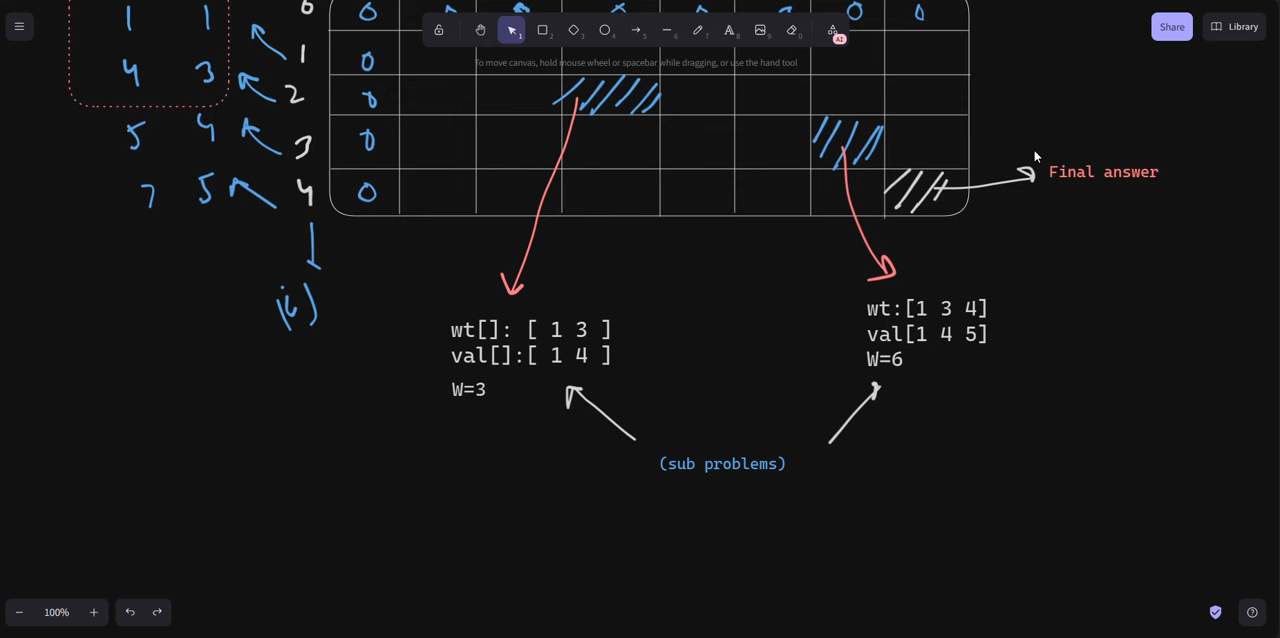 6 0 0 0
1 1
Share
Library
1 0
To move canvas, hold mouse wheel or spacebar while dragging, or use the hand tool
4 3 2 0
5 4 3 0
7 5 4 0
Final answer
(i)
wt[]: [ 1 3 ]
val[]:[ 1 4 ]
W=3
wt:[1 3 4]
val[1 4 5]
W=6
(sub problems)
100%